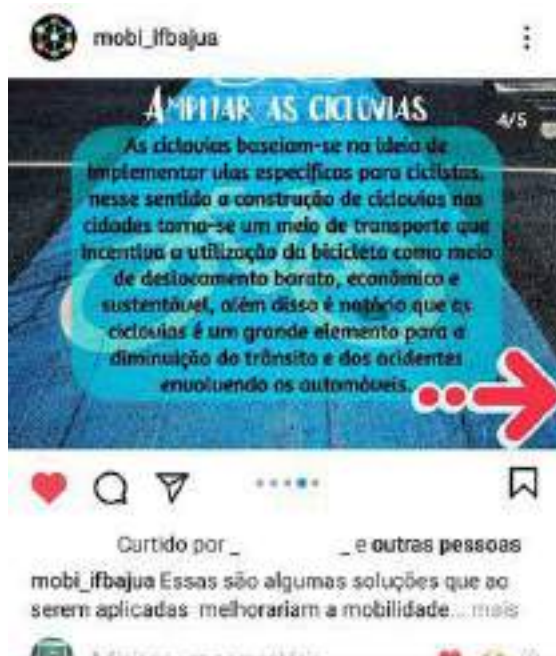 mobi_ifbajua
AMPLIAR AS CICLOVIAS
4/5
As ciclovias baseiam-se na ideia de
implementar vias específicas para ciclistas,
nesse sentido a construção de ciclovias nas
cidades torna-se um meio de transporte que
incentiva a utilização da bicicleta como meio
de deslocamento barato, econômico e
sustentável, além disso é notório que as
ciclovias é um grande elemento para a
diminuição do trânsito e dos acidentes
envolvendo os automóveis.
Curtido por _ _ e outras pessoas
mobi_ifbajua Essas são algumas soluções que ao
serem aplicadas melhorariam a mobilidade... mais